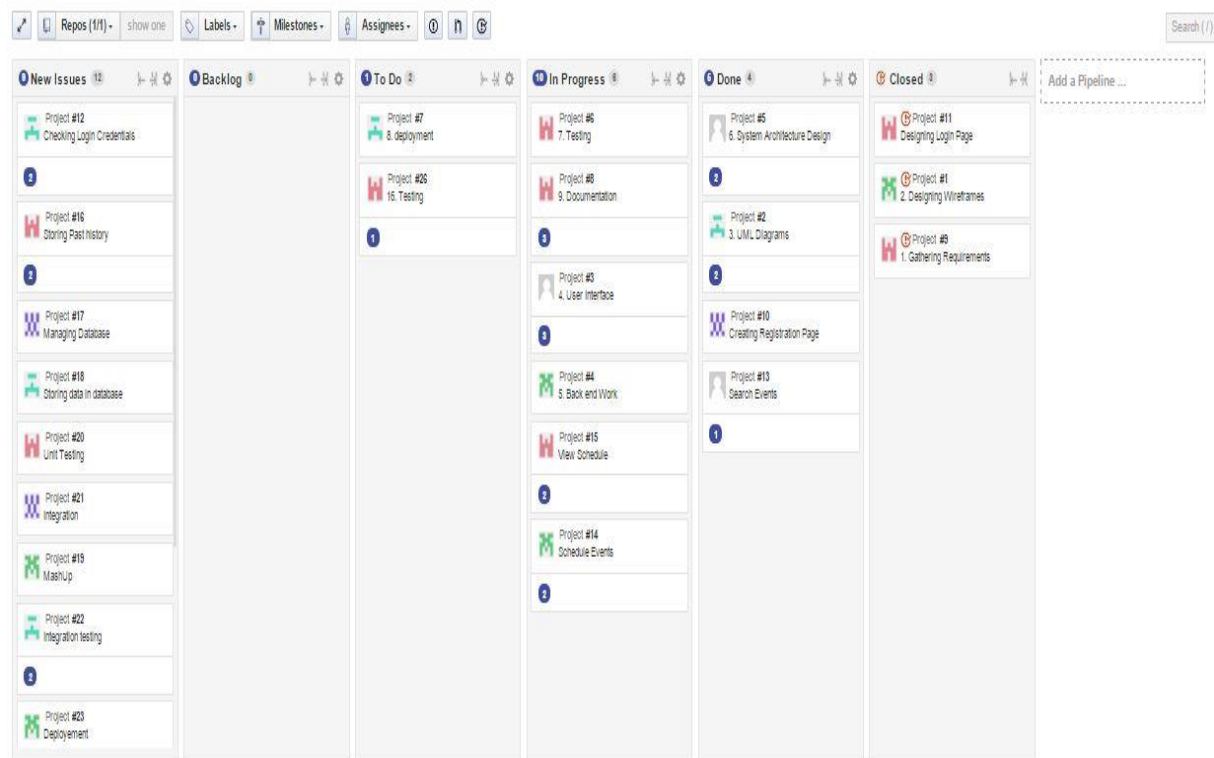 Repos (1/1) show one Labels Milestones Assignees Search (/)
New Issues 12
Project #12
Checking Login Credentials
2
Project #16
Storing Past history
2
Project #17
Managing Database
Project #18
Storing data in database
Project #20
Unit Testing
Project #21
Integration
Project #19
MashUp
Project #22
Integration testing
2
Project #23
Deployement
0 Backlog 0
1 To Do 2
Project #7
8. deployment
Project #26
16. Testing
1
10 In Progress 6
Project #6
7. Testing
Project #8
9. Documentation
3
Project #3
4. User Interface
3
Project #4
5. Back end Work
Project #15
View Schedule
2
Project #14
Schedule Events
2
Done 4
Project #5
6. System Architecture Design
2
Project #2
3. UML Diagrams
2
Project #10
Creating Registration Page
Project #13
Search Events
1
Closed 3
Project #11
Designing Login Page
Project #1
2. Designing Wireframes
Project #9
1. Gathering Requirements
Add a Pipeline ...